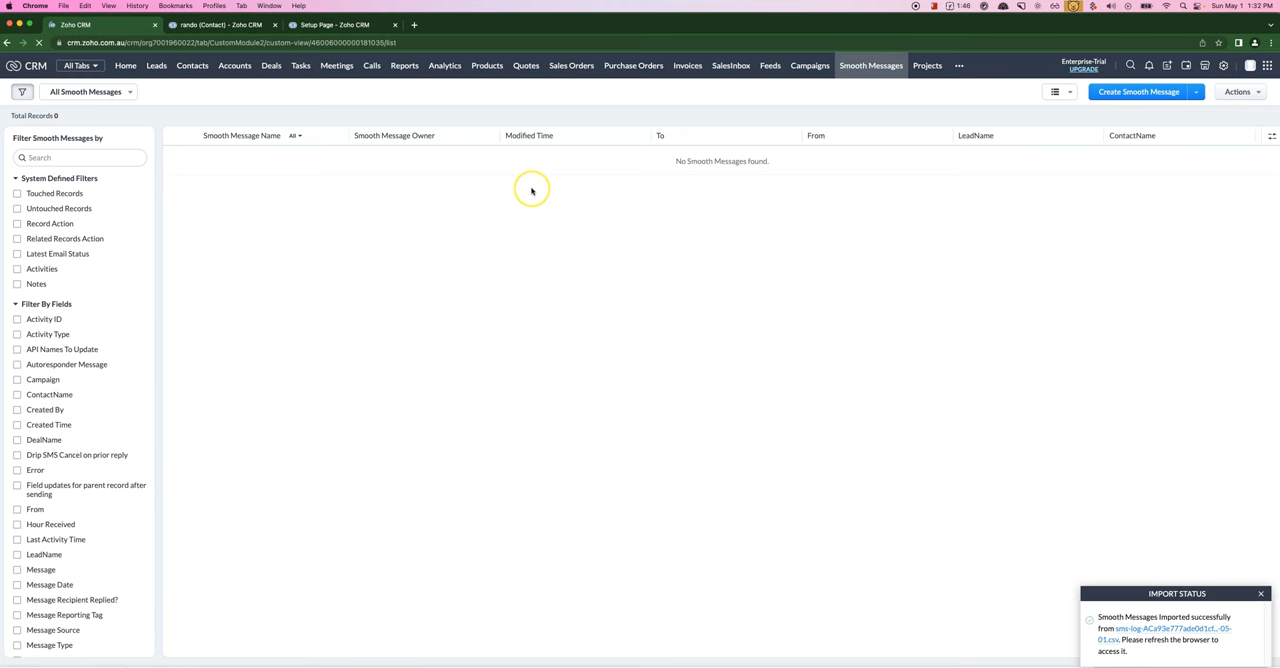 Chrome File Edit View History Bookmarks Profiles Tab Window Help 1:46 Sun May 1 1:32 PM
Zoho CRM rando (Contact) - Zoho CRM Setup Page - Zoho CRM
crm.zoho.com.au/crm/org7001960022/tab/CustomModule2/custom-view/46006000000181035/list
CRM All Tabs Home Leads Contacts Accounts Deals Tasks Meetings Calls Reports Analytics Products Quotes Sales Orders Purchase Orders Invoices SalesInbox Feeds Campaigns Smooth Messages Projects ••• Enterprise-Trial
UPGRADE
All Smooth Messages Create Smooth Message Actions
Total Records 0
Filter Smooth Messages by
Search
System Defined Filters
Touched Records
Untouched Records
Record Action
Related Records Action
Latest Email Status
Activities
Notes
Filter By Fields
Activity ID
Activity Type
API Names To Update
Autoresponder Message
Campaign
ContactName
Created By
Created Time
DealName
Drip SMS Cancel on prior reply
Error
Field updates for parent record after
sending
From
Hour Received
Last Activity Time
LeadName
Message
Message Date
Message Recipient Replied?
Message Reporting Tag
Message Source
Message Type
Smooth Message Name All Smooth Message Owner Modified Time To From LeadName ContactName
No Smooth Messages found.
IMPORT STATUS
Smooth Messages Imported successfully
from sms-log-ACa93e777ade0d1cf...-05-
01.csv. Please refresh the browser to
access it.